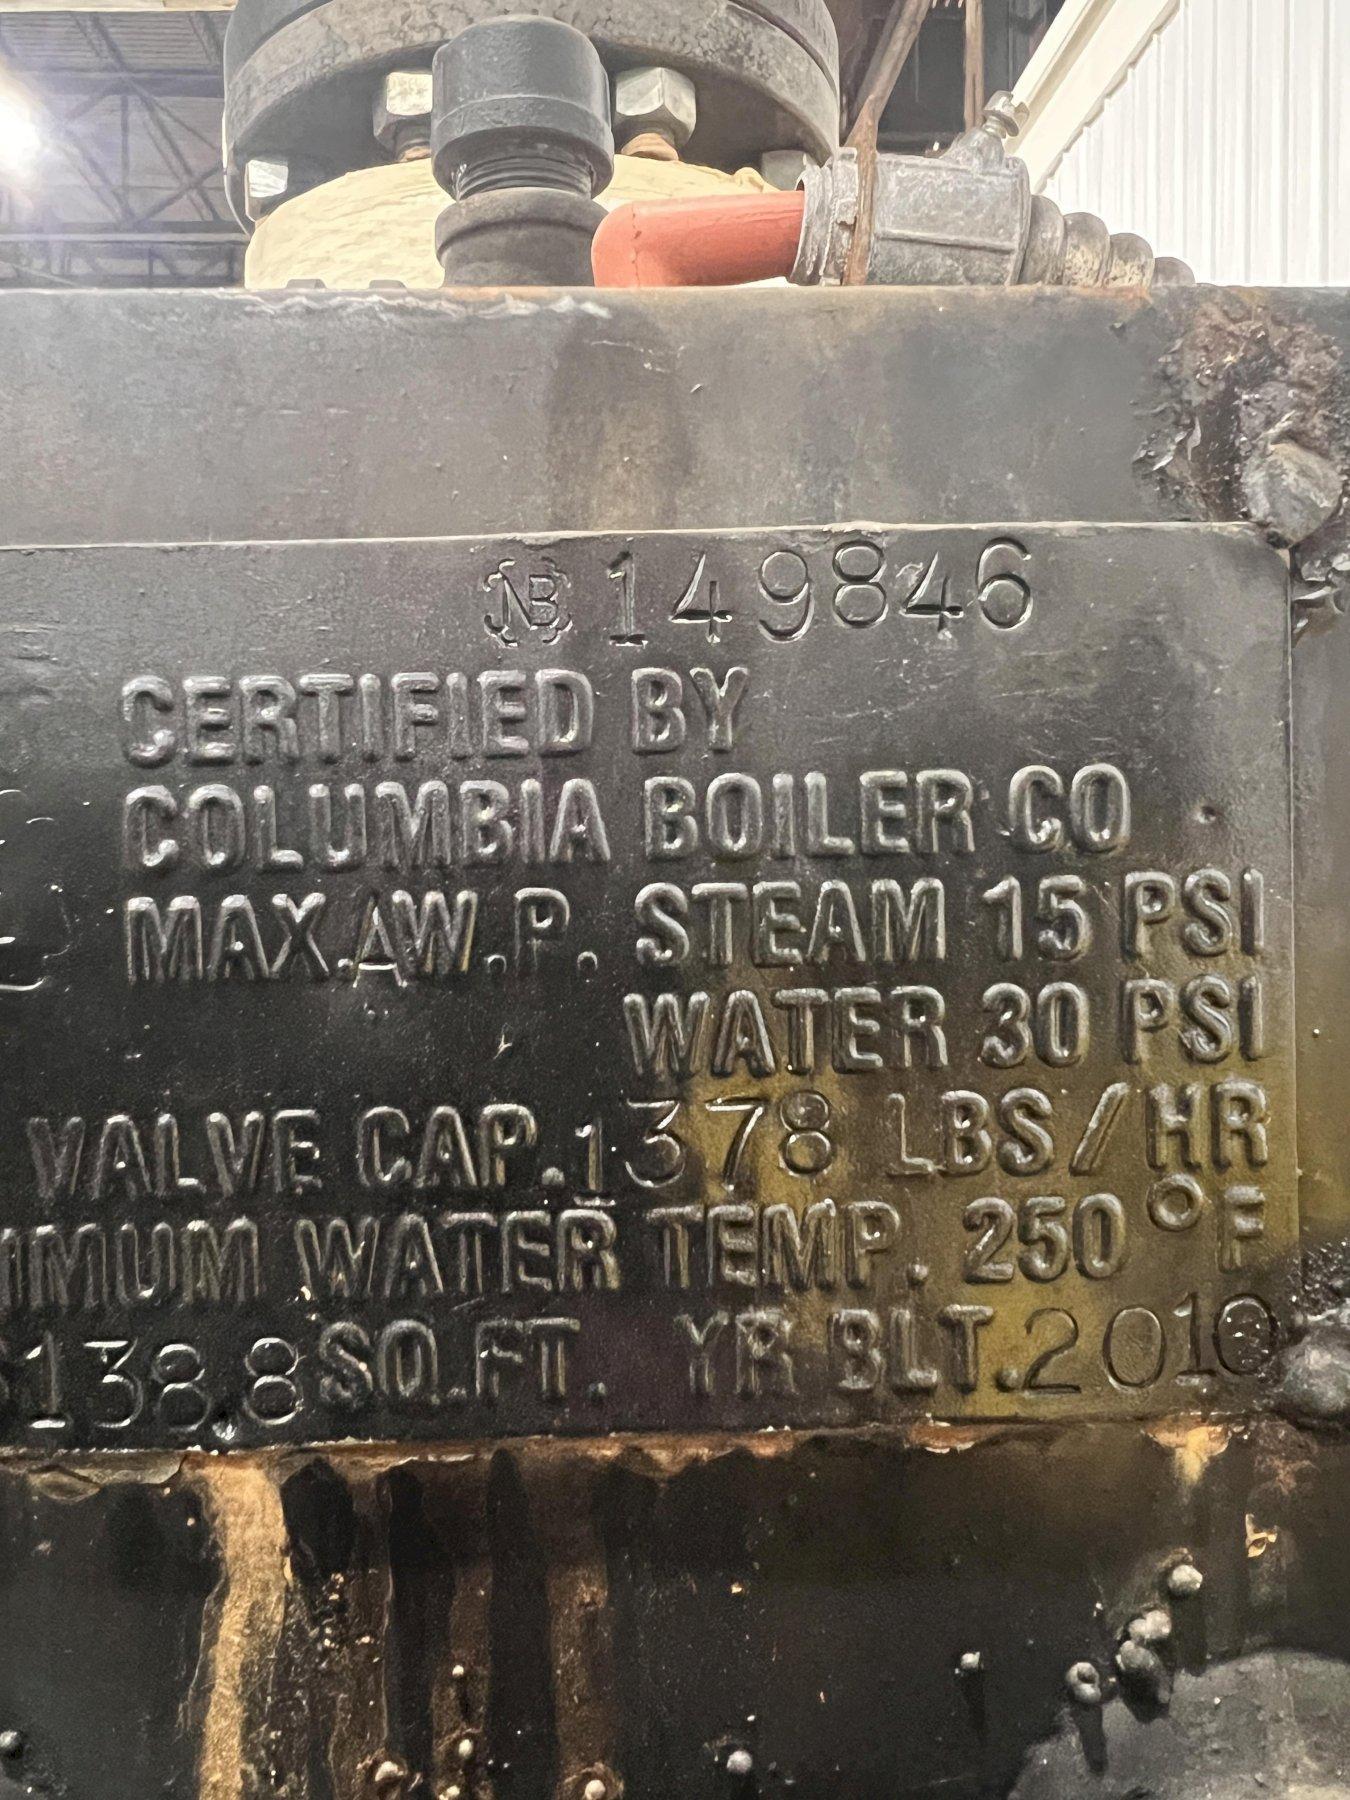 NB 149846
CERTIFIED BY
COLUMBIA BOILER CO
MAX.AW.P. STEAM 15 PSI
WATER 30 PSI
VALVE CAP. 1378 LBS/HR
IMUM WATER TEMP. 250°F
138.8 SQ.FT. YR BLT. 2010